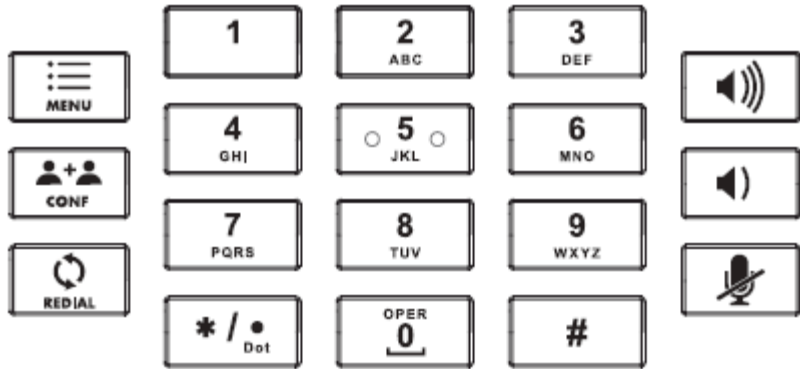 1
2
ABC
3
DEF
MENU
4
GHI
5
JKL
6
MNO
CONF
7
PQRS
8
TUV
9
WXYZ
REDIAL
* / •
Dot
OPER
0
#